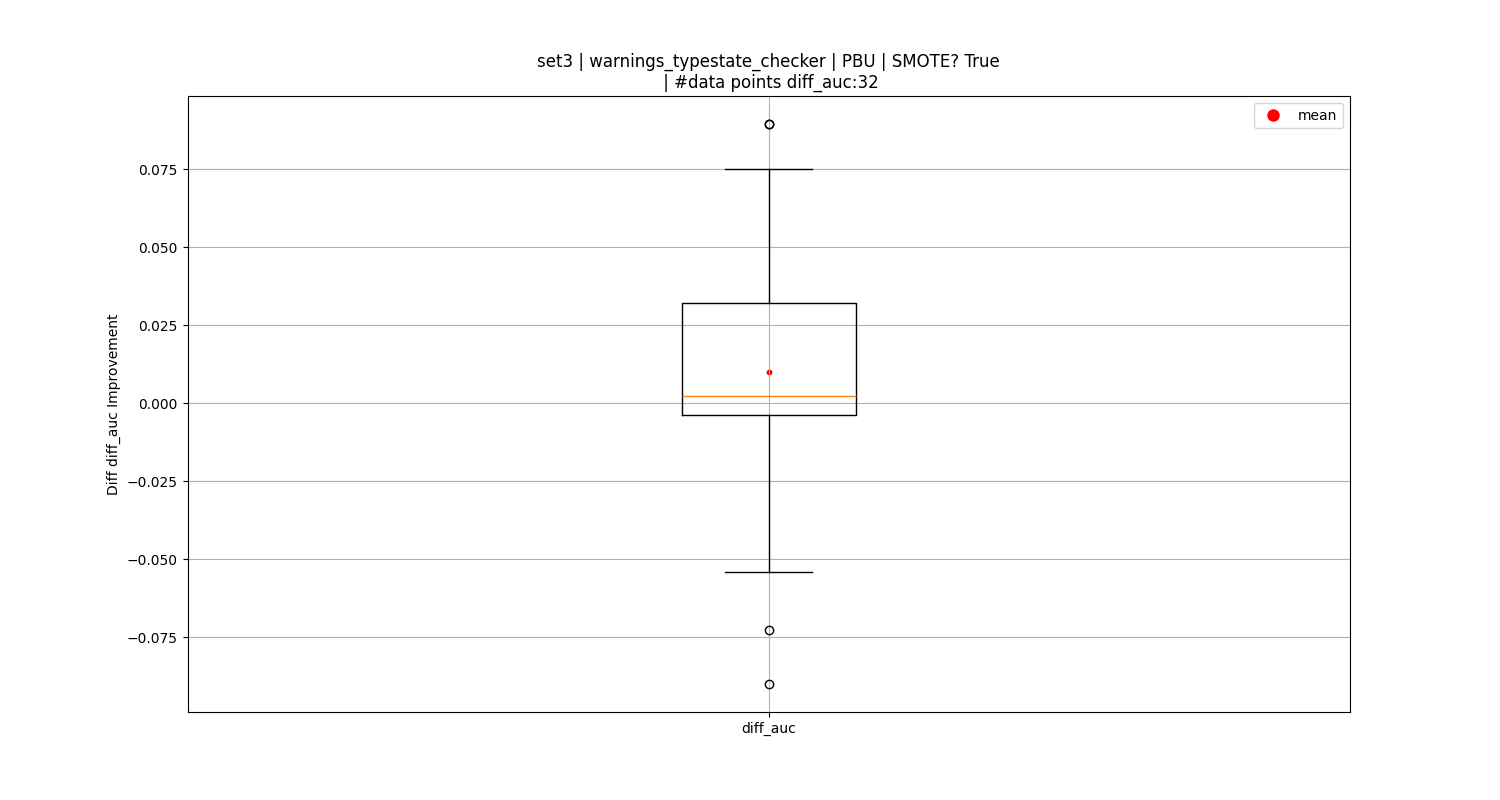 set3 | warnings_typestate_checker | PBU | SMOTE? True
| #data points diff_auc:32
mean
0.075
0.050
0.025
0.000
−0.025
−0.050
−0.075
Diff diff_auc Improvement
diff_auc